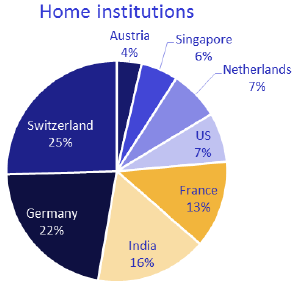 Home institutions
Austria
4%
Singapore
6%
Netherlands
7%
US
7%
France
13%
India
16%
Germany
22%
Switzerland
25%